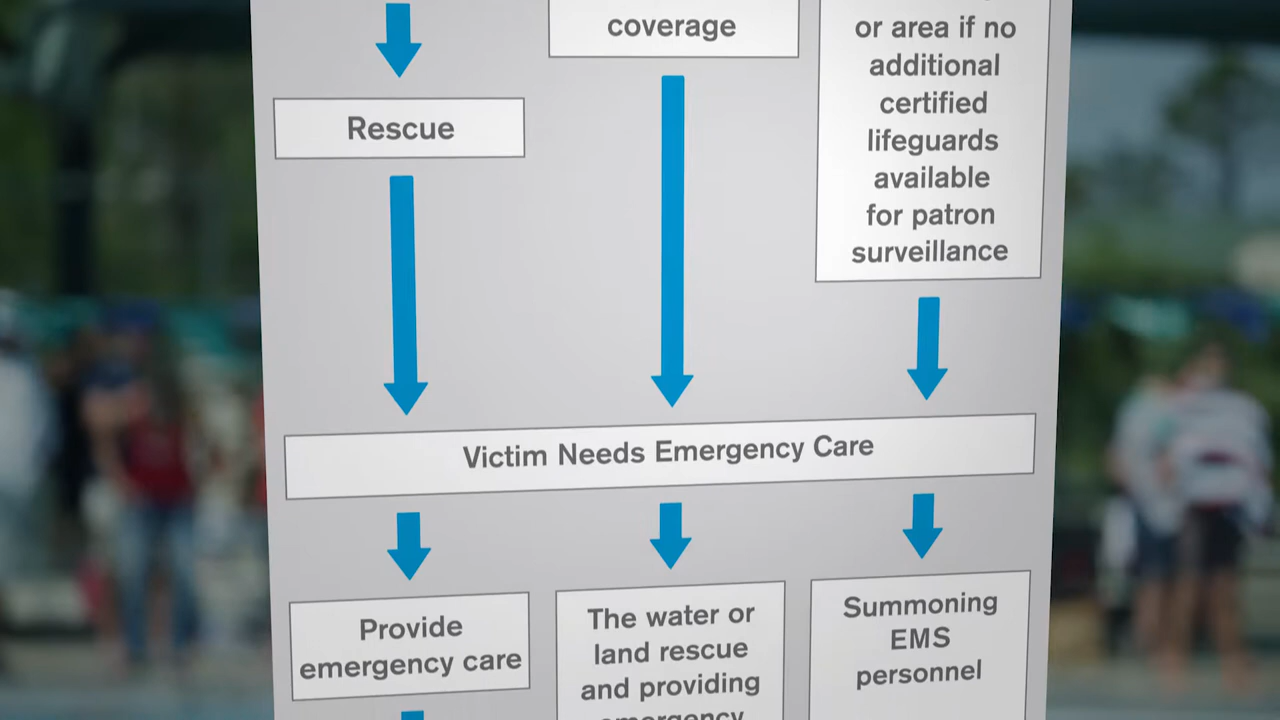 coverage
or area if no
additional
certified
lifeguards
available
for patron
surveillance
Rescue
Victim Needs Emergency Care
Provide
emergency care
The water or
land rescue
and providing
emergency
Summoning
EMS
personnel